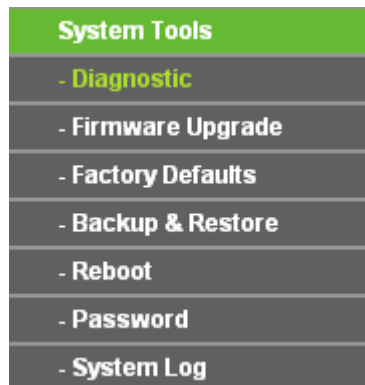 System Tools
- Diagnostic
- Firmware Upgrade
- Factory Defaults
- Backup & Restore
- Reboot
- Password
- System Log